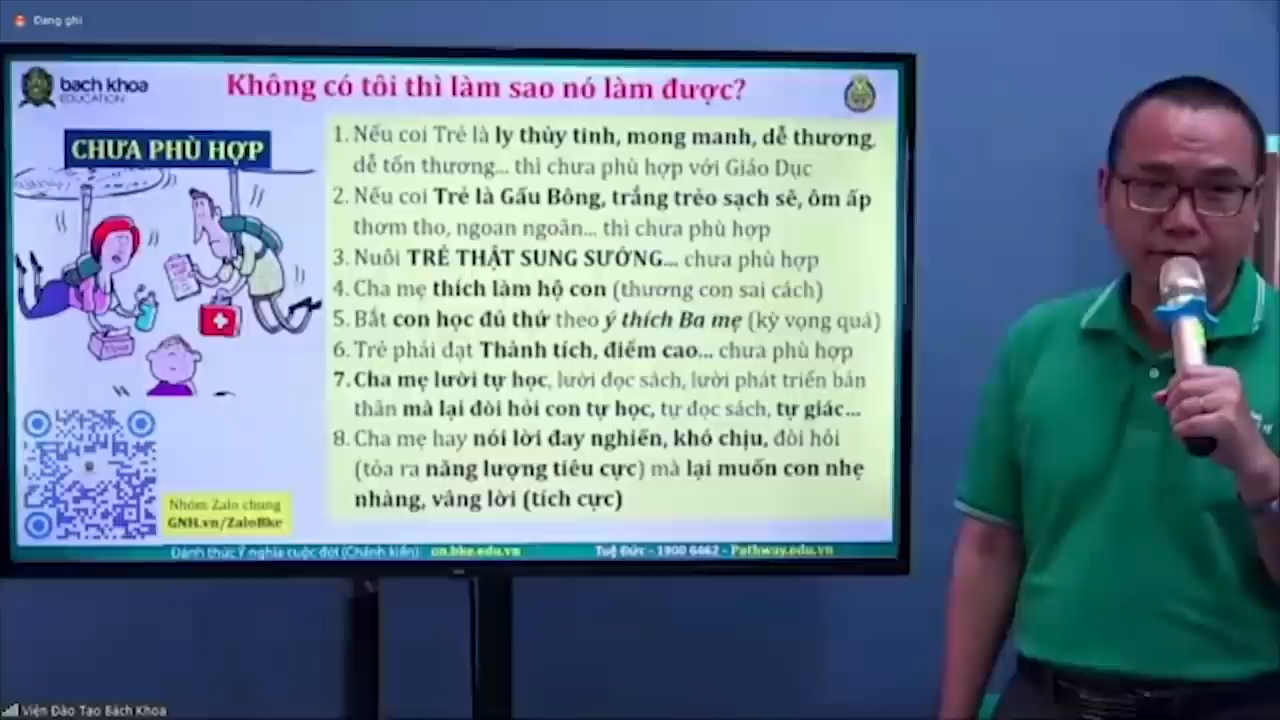 Đang ghi
bach khoa
EDUCATION
Không có tôi thì làm sao nó làm được?
CHƯA PHÙ HỢP
1. Nếu coi Trẻ là ly thủy tinh, mong manh, dễ thương,
dễ tổn thương... thì chưa phù hợp với Giáo Dục
2. Nếu coi Trẻ là Gấu Bông, trắng trẻo sạch sẽ, ôm ấp
thơm tho, ngoan ngoãn... thì chưa phù hợp
3. Nuôi TRẺ THẬT SUNG SƯỚNG... chưa phù hợp
4. Cha mẹ thích làm hộ con (thương con sai cách)
5. Bắt con học đủ thứ theo ý thích Ba mẹ (kỳ vọng quá)
6. Trẻ phải đạt Thành tích, điểm cao... chưa phù hợp
7. Cha mẹ lười tự học, lười đọc sách, lười phát triển bản
thân mà lại đòi hỏi con tự học, tự đọc sách, tự giác...
8. Cha mẹ hay nói lời đay nghiến, khó chịu, đòi hỏi
(tỏa ra năng lượng tiêu cực) mà lại muốn con nhẹ
nhàng, vâng lời (tích cực)
Nhóm Zalo chung
GNH.vn/ZaloBke
Đánh thức Ý nghĩa cuộc đời (Chánh kiến) on.bke.edu.vn Tuệ Đức - 1900 6462 - Pathway.edu.vn
Viện Đào Tạo Bách Khoa